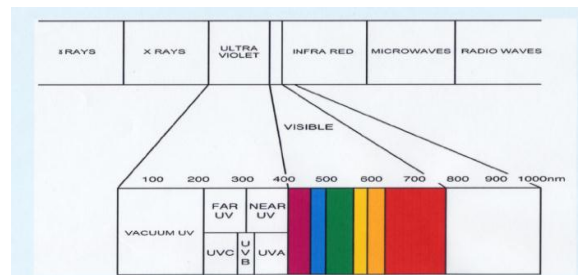 RAYS
X RAYS
ULTRA
VIOLET
INFRA RED
MICROWAVES
RADIO WAVES
VISIBLE
100 200 300 400 500 600 700 800 900 1000nm
VACUUM UV
FAR
UV
NEAR
UV
UVC
U
V
B
UVA